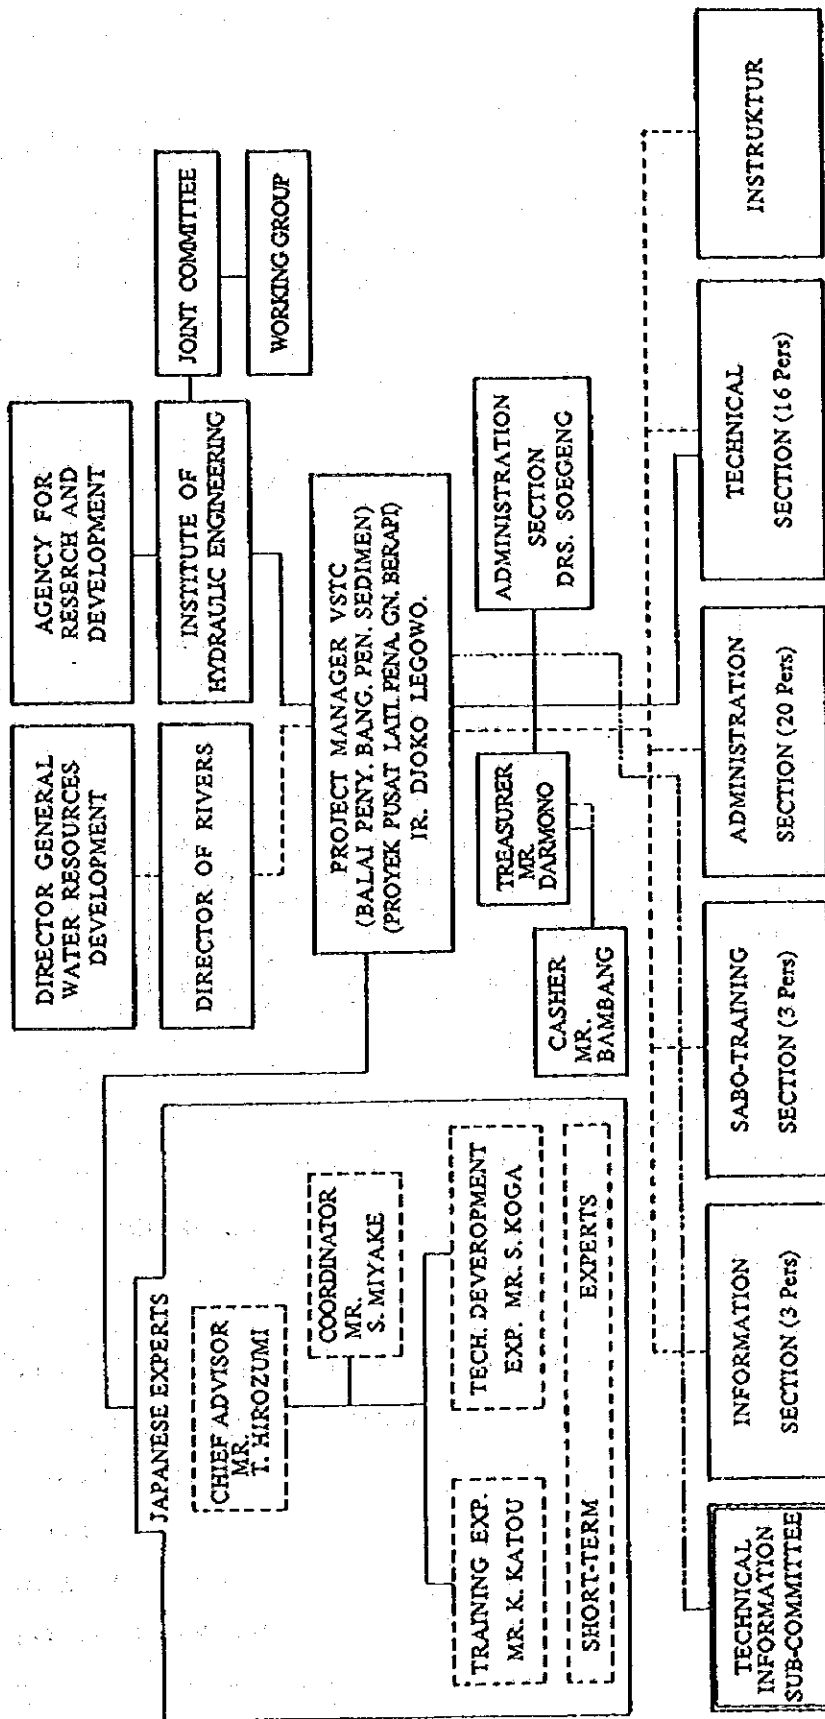 DIRECTOR GENERAL
WATER RESOURCES
DEVELOPMENT
AGENCY FOR
RESERCH AND
DEVELOPMENT
DIRECTOR OF RIVERS
INSTITUTE OF
HYDRAULIC ENGINEERING
JOINT COMMITTEE
WORKING GROUP
JAPANESE EXPERTS
CHIEF ADVISOR
MR.
T. HIROZUMI
COORDINATOR
MR.
S. MIYAKE
TRAINING EXP.
MR. K. KATOU
TECH. DEVEROPMENT
EXP. MR. S. KOGA
SHORT-TERM EXPERTS
PROJECT MANAGER VSTC
(BALAI PENY. BANG. PEN. SEDIMEN)
(PROYEK PUSAT LATI. PENA. GN. BERAPI)
IR. DJOKO LEGOWO.
TREASURER
MR.
DARMONO
CASHER
MR.
BAMBANG
ADMINISTRATION
SECTION
DRS. SOEGENG
TECHNICAL
INFORMATION
SUB-COMMITTEE
INFORMATION
SECTION (3 Pers)
SABO-TRAINING
SECTION (3 Pers)
ADMINISTRATION
SECTION (20 Pers)
TECHNICAL
SECTION (16 Pers)
INSTRUKTUR